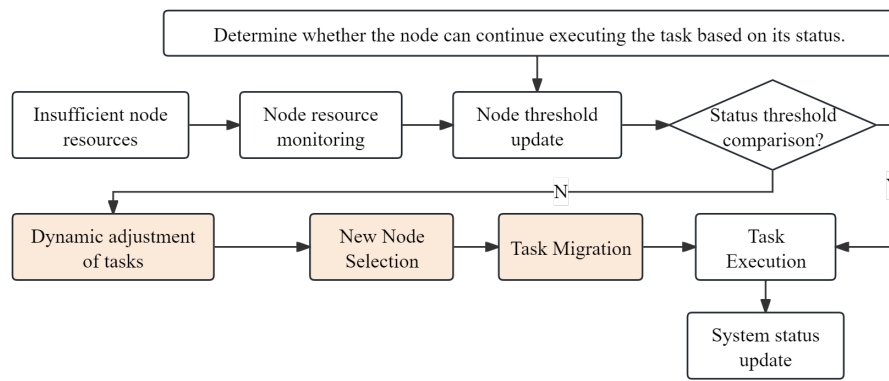 Determine whether the node can continue executing the task based on its status.
Insufficient node
resources
Node resource
monitoring
Node threshold
update
Status threshold
comparison?
N
Dynamic adjustment
of tasks
New Node
Selection
Task Migration
Task
Execution
System status
update